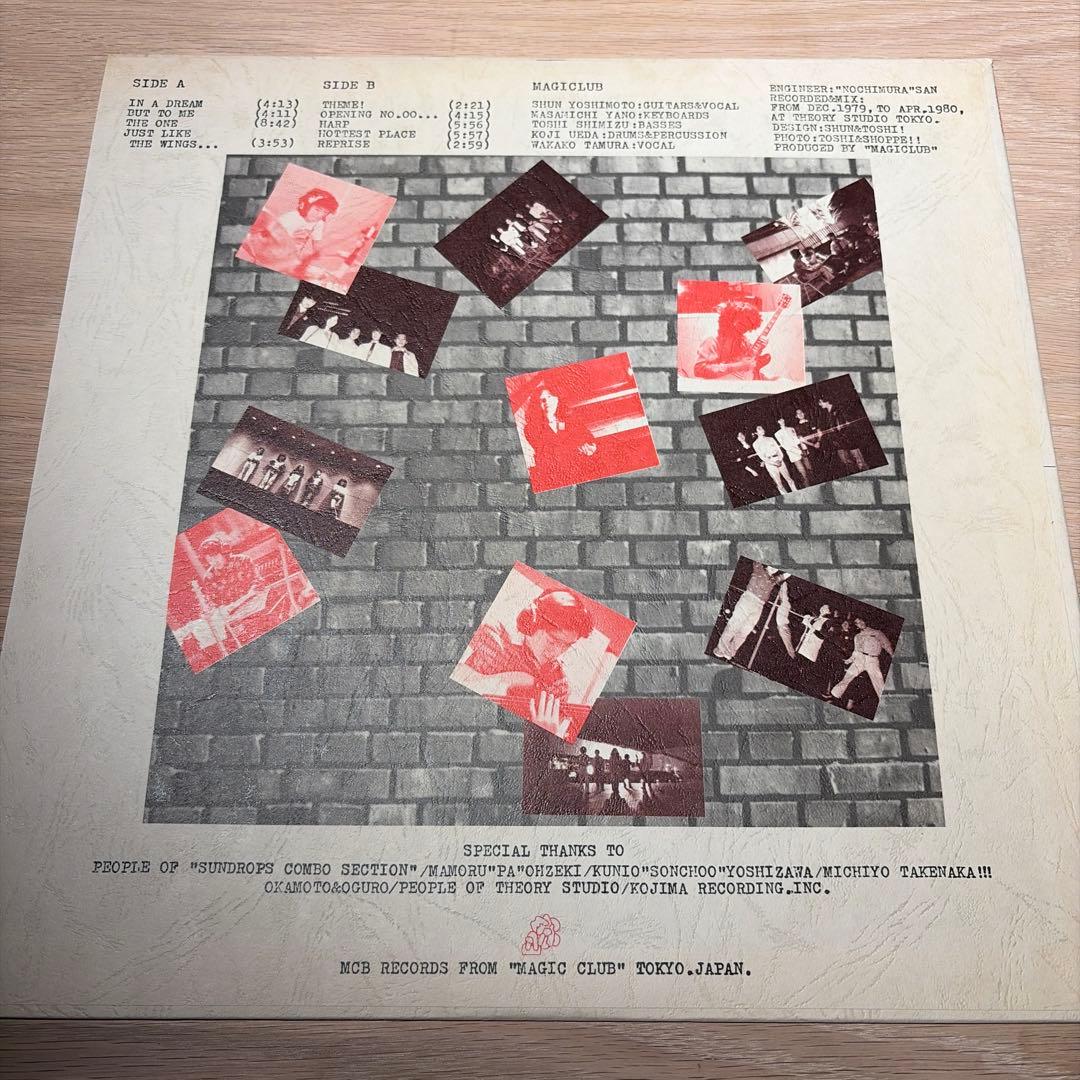 SIDE A
IN A DREAM (4:13)
BUT TO ME (4:11)
THE ONE (8:42)
JUST LIKE
THE WINGS... (3:53)
SIDE B
THEME! (2:21)
OPENING NO.OO... (4:15)
HARP (5:56)
HOTTEST PLACE (5:57)
REPRISE (2:59)
MAGICLUB
SHUN YOSHIMOTO:GUITARS&VOCAL
MASAMICHI YANO:KEYBOARDS
TOSHI SHIMIZU:BASSES
KOJI UEDA:DRUMS&PERCUSSION
WAKAKO TAMURA:VOCAL
ENGINEER:"NOCHIMURA"SAN
RECORDED&MIX:
FROM DEC.1979, TO APR.1980,
AT THEORY STUDIO TOKYO.
DESIGN:SHUN&TOSHI!
PHOTO:TOSHI&SHOPPE!!
PRODUCED BY "MAGICLUB"
SPECIAL THANKS TO
PEOPLE OF "SUNDROPS COMBO SECTION"/MAMORU"PA"OHZEKI/KUNIO"SONCHOO"YOSHIZAWA/MICHIYO TAKENAKA!!!
OKAMOTO&OGURO/PEOPLE OF THEORY STUDIO/KOJIMA RECORDING.INC.
MCB RECORDS FROM "MAGIC CLUB" TOKYO.JAPAN.